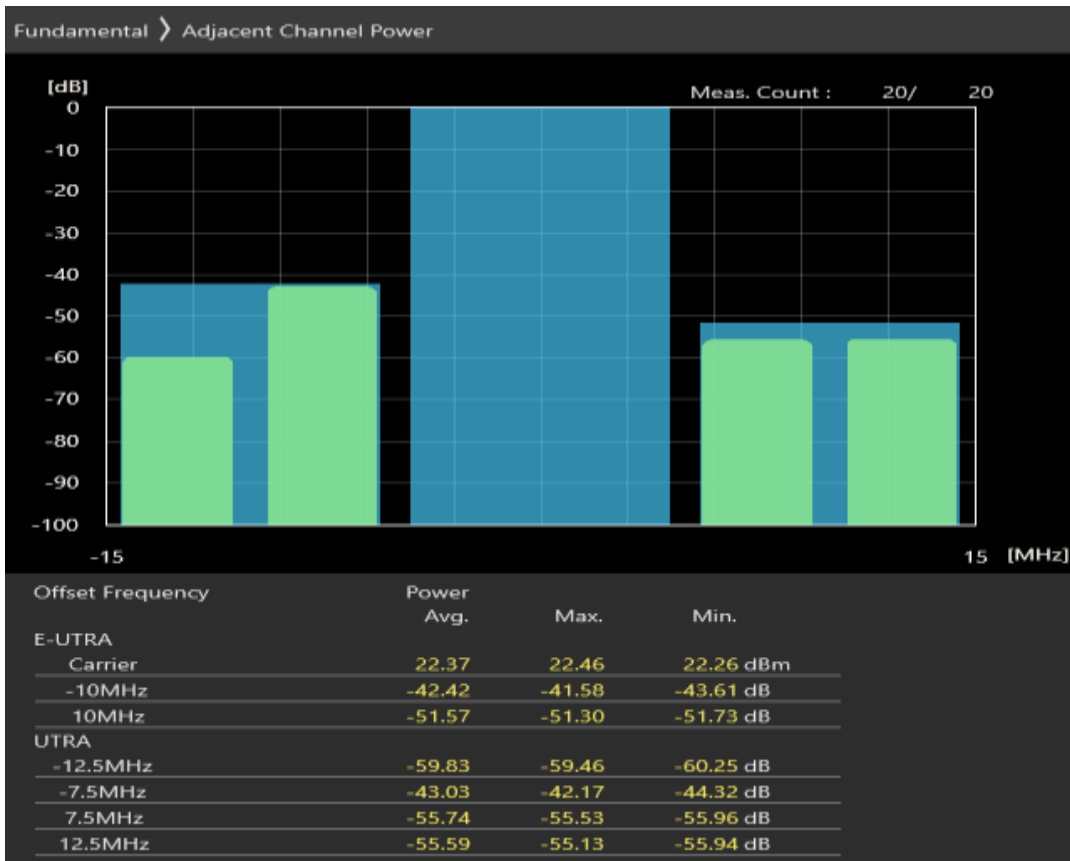 Fundamental > Adjacent Channel Power
[dB]
Meas. Count : 20/ 20
0
-10
-20
-30
-40
-50
-60
-70
-80
-90
-100
-15 15 [MHz]
Offset Frequency Power
Avg. Max. Min.
E-UTRA
Carrier 22.37 22.46 22.26 dBm
-10MHz -42.42 -41.58 -43.61 dB
10MHz -51.57 -51.30 -51.73 dB
UTRA
-12.5MHz -59.83 -59.46 -60.25 dB
-7.5MHz -43.03 -42.17 -44.32 dB
7.5MHz -55.74 -55.53 -55.96 dB
12.5MHz -55.59 -55.13 -55.94 dB